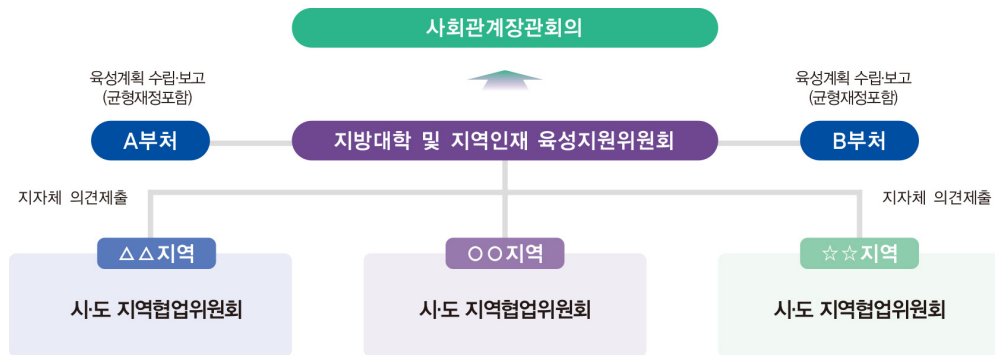 사회관계장관회의
육성계획 수립·보고
(균형재정포함)
육성계획 수립·보고
(균형재정포함)
A부처
지방대학 및 지역인재 육성지원위원회
B부처
지자체 의견제출
지자체 의견제출
△△지역
○○지역
☆☆지역
시·도 지역협업위원회
시·도 지역협업위원회
시·도 지역협업위원회